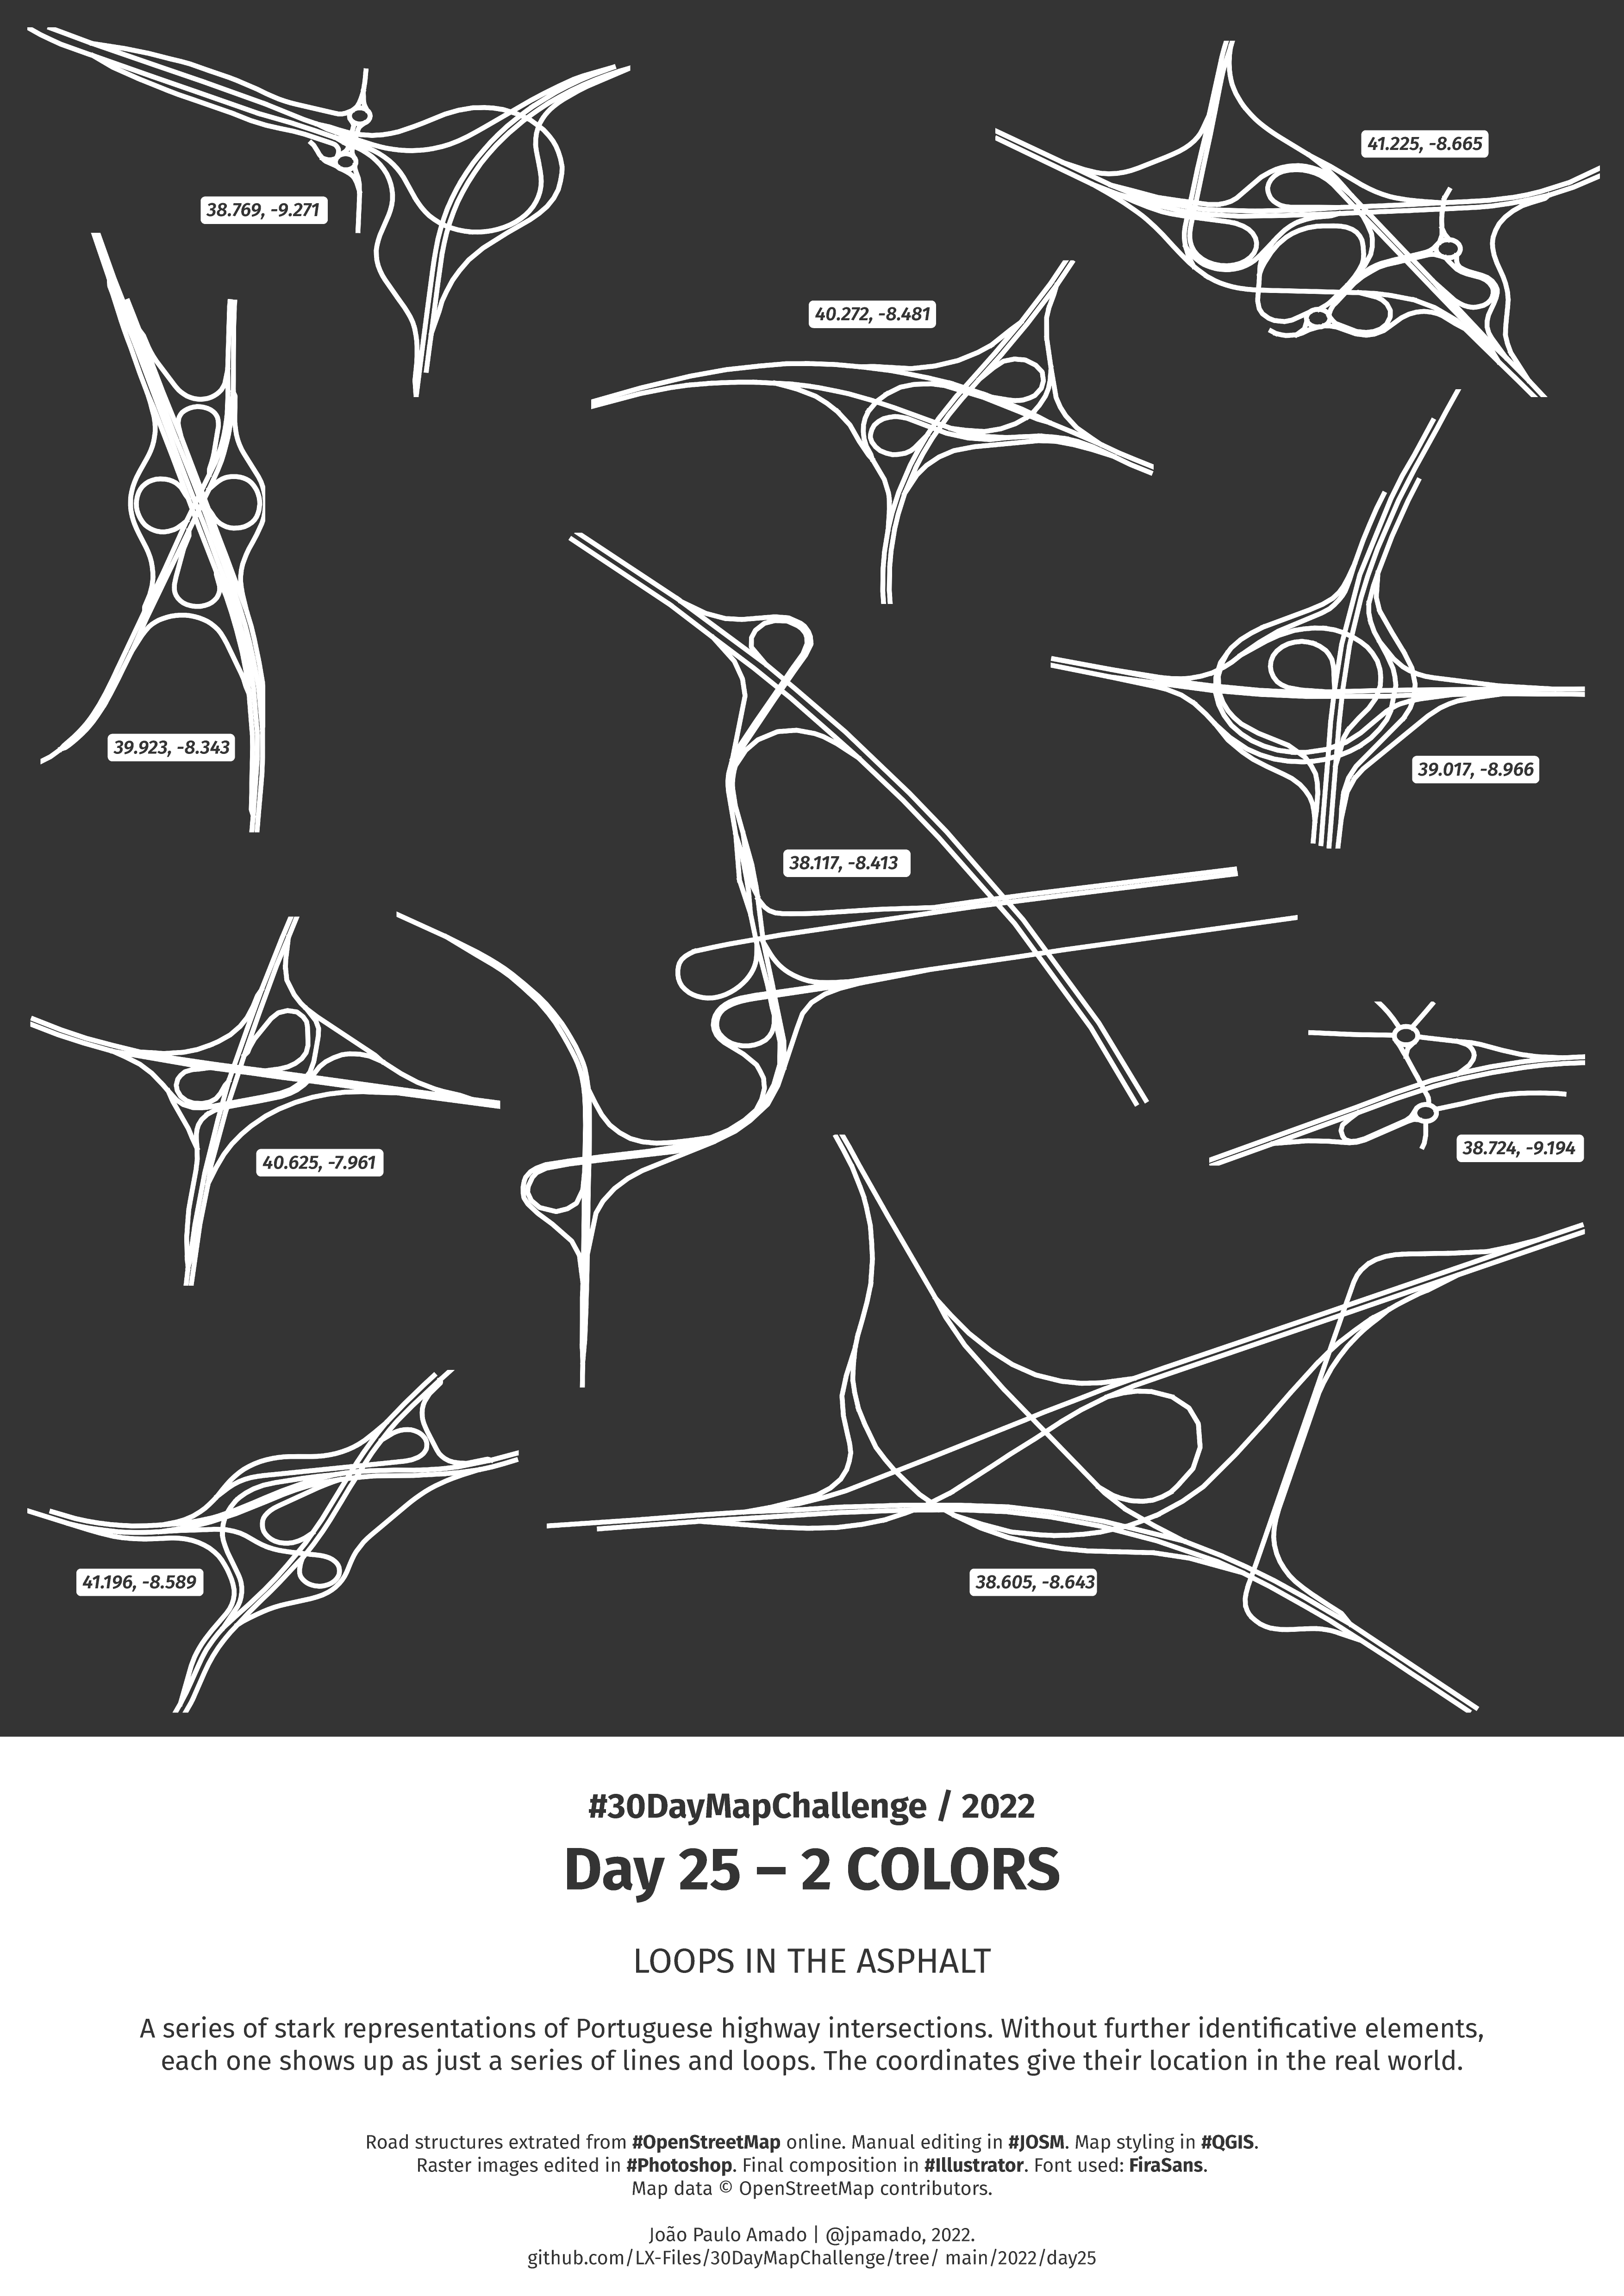 41.225, -8.665
38.769, -9.271
40.272, -8.481
39.923, -8.343
39.017, -8.966
38.117, -8.413
38.724, -9.194
40.625, -7.961
41.196, -8.589
38.605, -8.643
#30DayMapChallenge / 2022
Day 25 – 2 COLORS
LOOPS IN THE ASPHALT
A series of stark representations of Portuguese highway intersections. Without further identificative elements,
each one shows up as just a series of lines and loops. The coordinates give their location in the real world.
Road structures extrated from #OpenStreetMap online. Manual editing in #JOSM. Map styling in #QGIS.
Raster images edited in #Photoshop. Final composition in #Illustrator. Font used: FiraSans.
Map data © OpenStreetMap contributors.
João Paulo Amado | @jpamado, 2022.
github.com/LX-Files/30DayMapChallenge/tree/ main/2022/day25